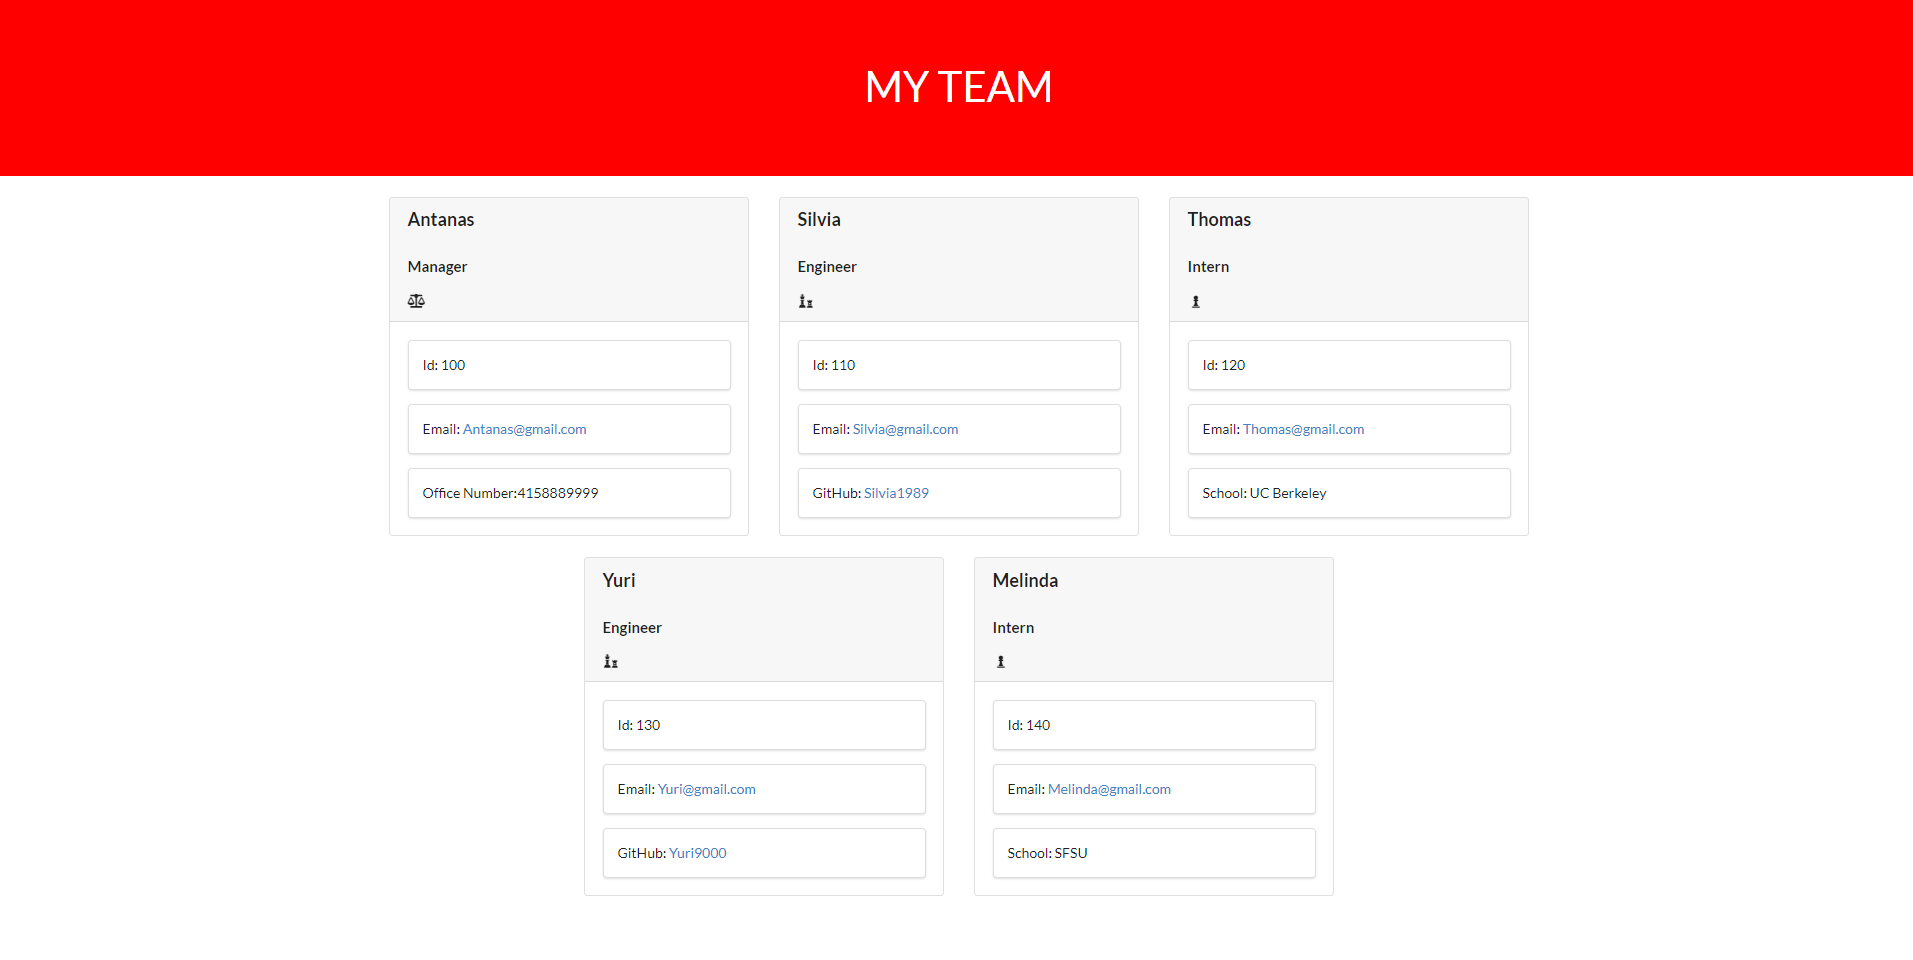 MY TEAM
Antanas
Manager
Id: 100
Email: Antanas@gmail.com
Office Number:4158889999
Silvia
Engineer
Id: 110
Email: Silvia@gmail.com
GitHub: Silvia1989
Thomas
Intern
Id: 120
Email: Thomas@gmail.com
School: UC Berkeley
Yuri
Engineer
Id: 130
Email: Yuri@gmail.com
GitHub: Yuri9000
Melinda
Intern
Id: 140
Email: Melinda@gmail.com
School: SFSU